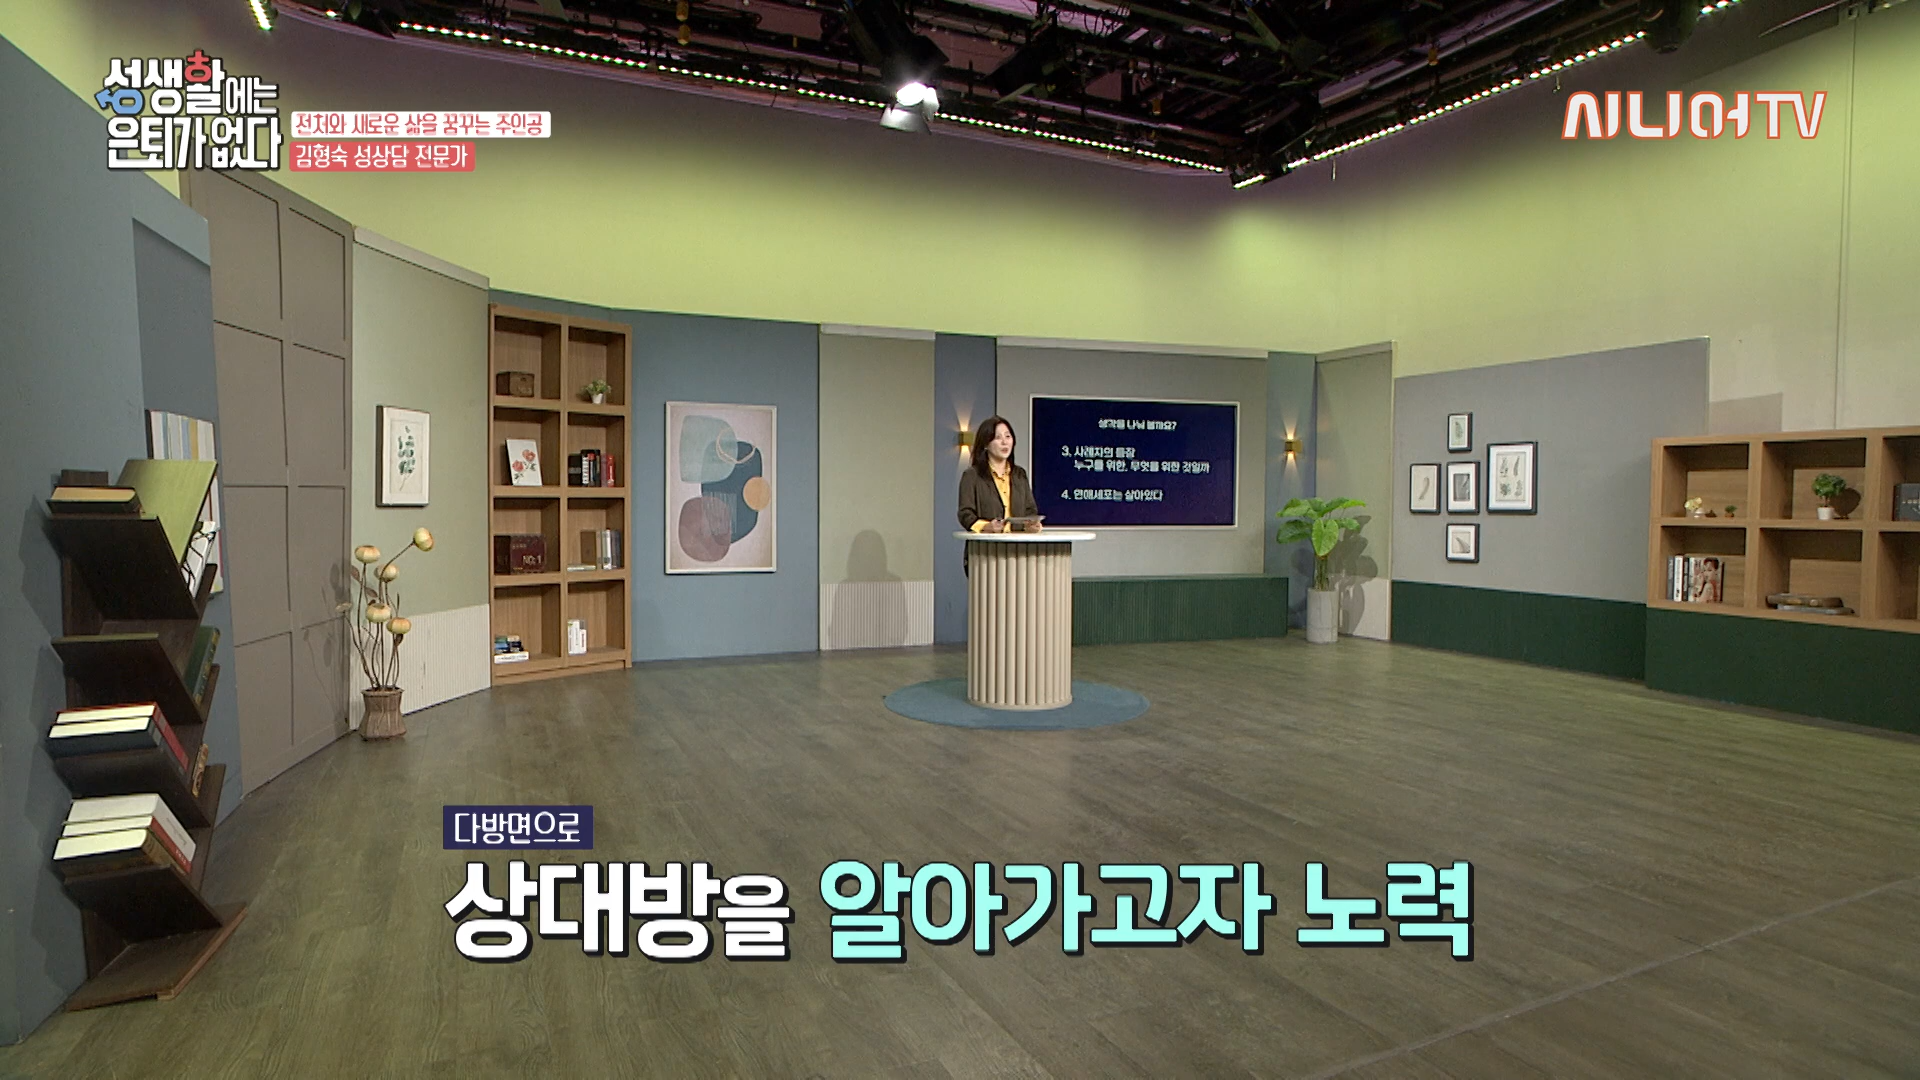 성생활에는
은퇴가 없다
전처와 새로운 삶을 꿈꾸는 주인공
김형숙 성상담 전문가
시니어TV
생각을 나눠 볼까요?
3. 사례자의 등장
누구를 위한, 무엇을 위한 것일까
4. 연애세포는 살아있다
NO. 1
다방면으로
상대방을 알아가고자 노력